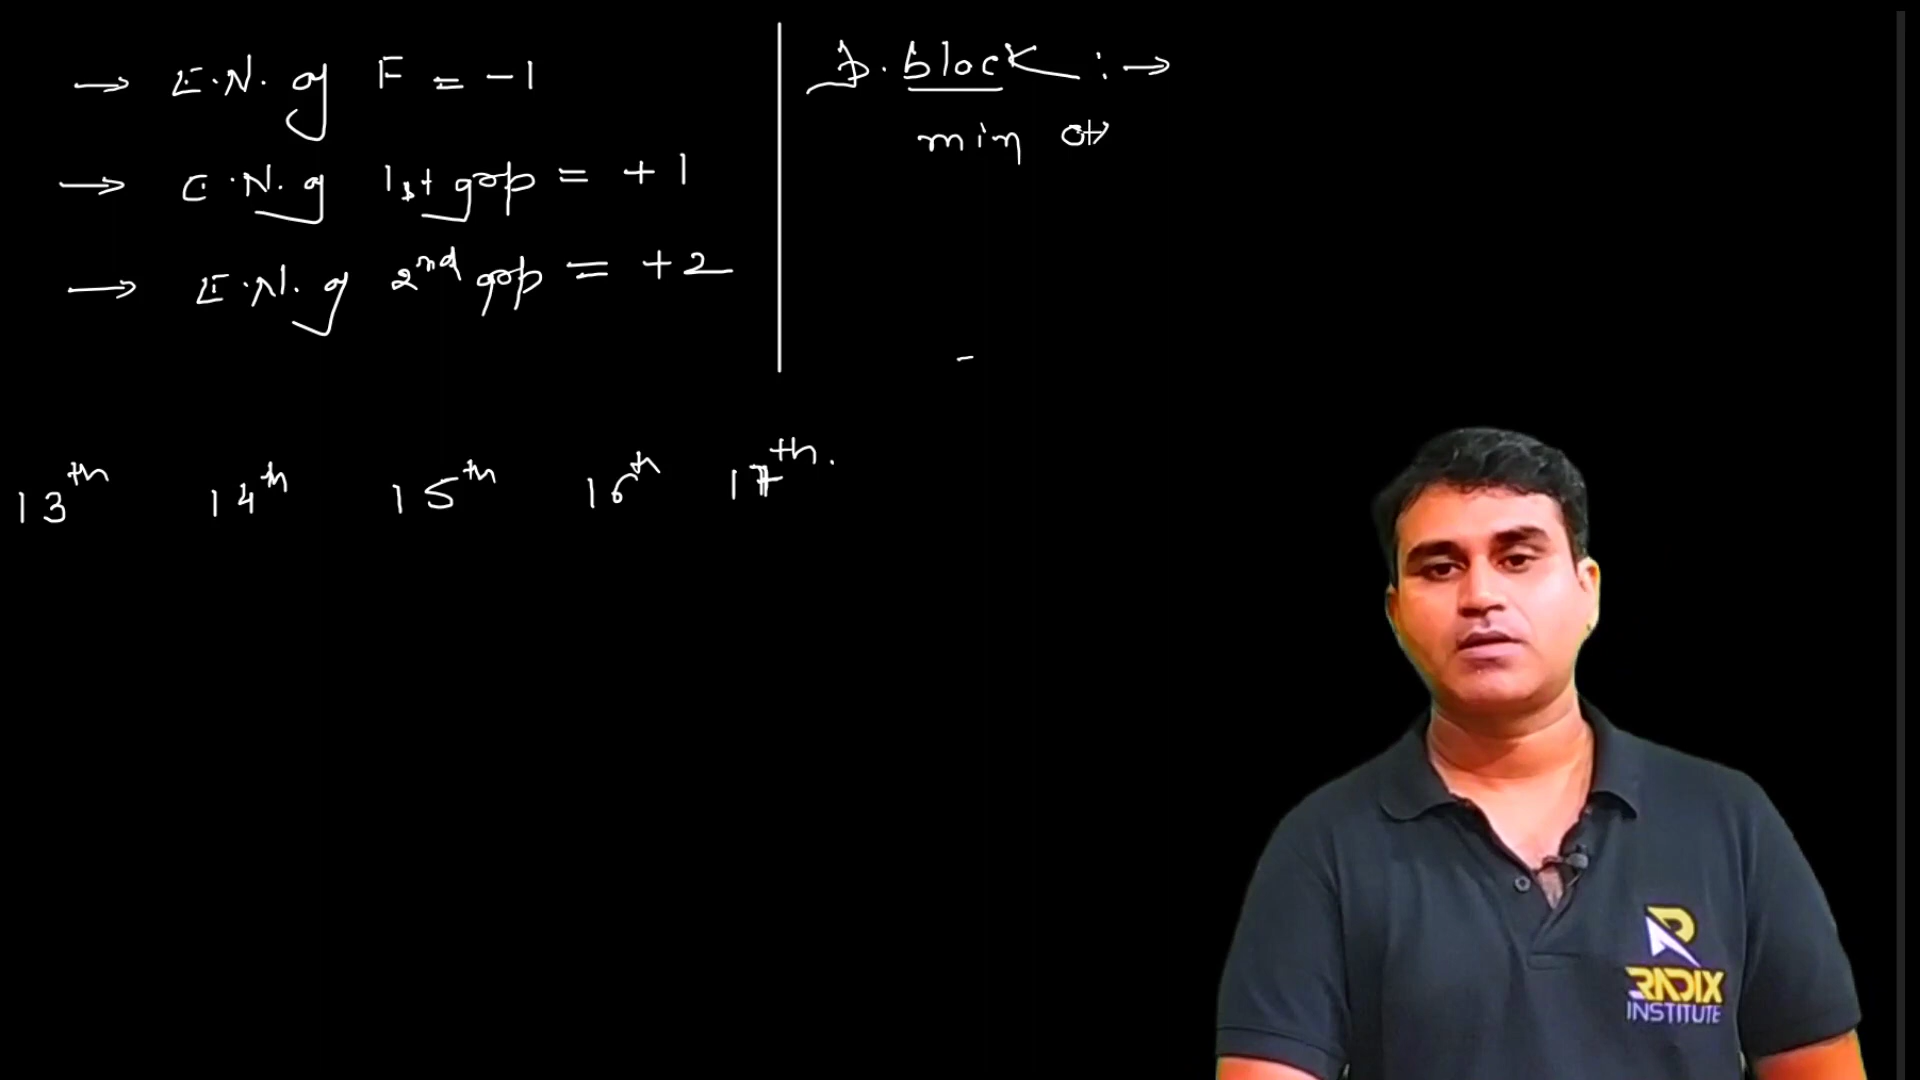 → E.N. of F = -1
→ E.N. of 1st grp = +1
→ E.N. of 2nd grp = +2
block : →
min
-
13th 14th 15th 16th 17th.
RADIX
INSTITUTE